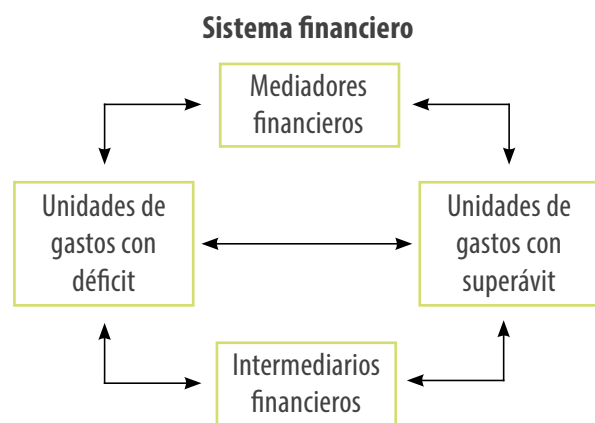 Sistema financiero
Mediadores
financieros
Unidades de
gastos con
déficit
Unidades de
gastos con
superávit
Intermediarios
financieros